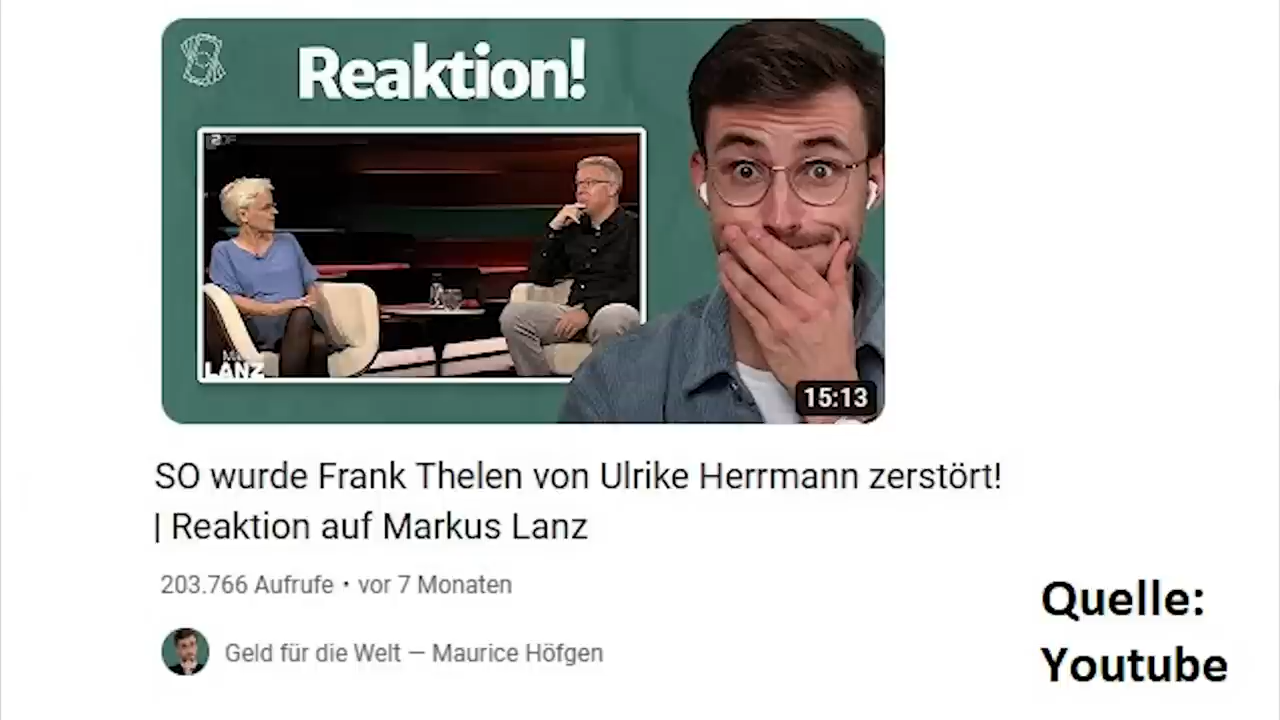 Reaktion!
ZDF
LANZ
15:13
SO wurde Frank Thelen von Ulrike Herrmann zerstört!
| Reaktion auf Markus Lanz
203.766 Aufrufe • vor 7 Monaten
Geld für die Welt — Maurice Höfgen
Quelle:
Youtube